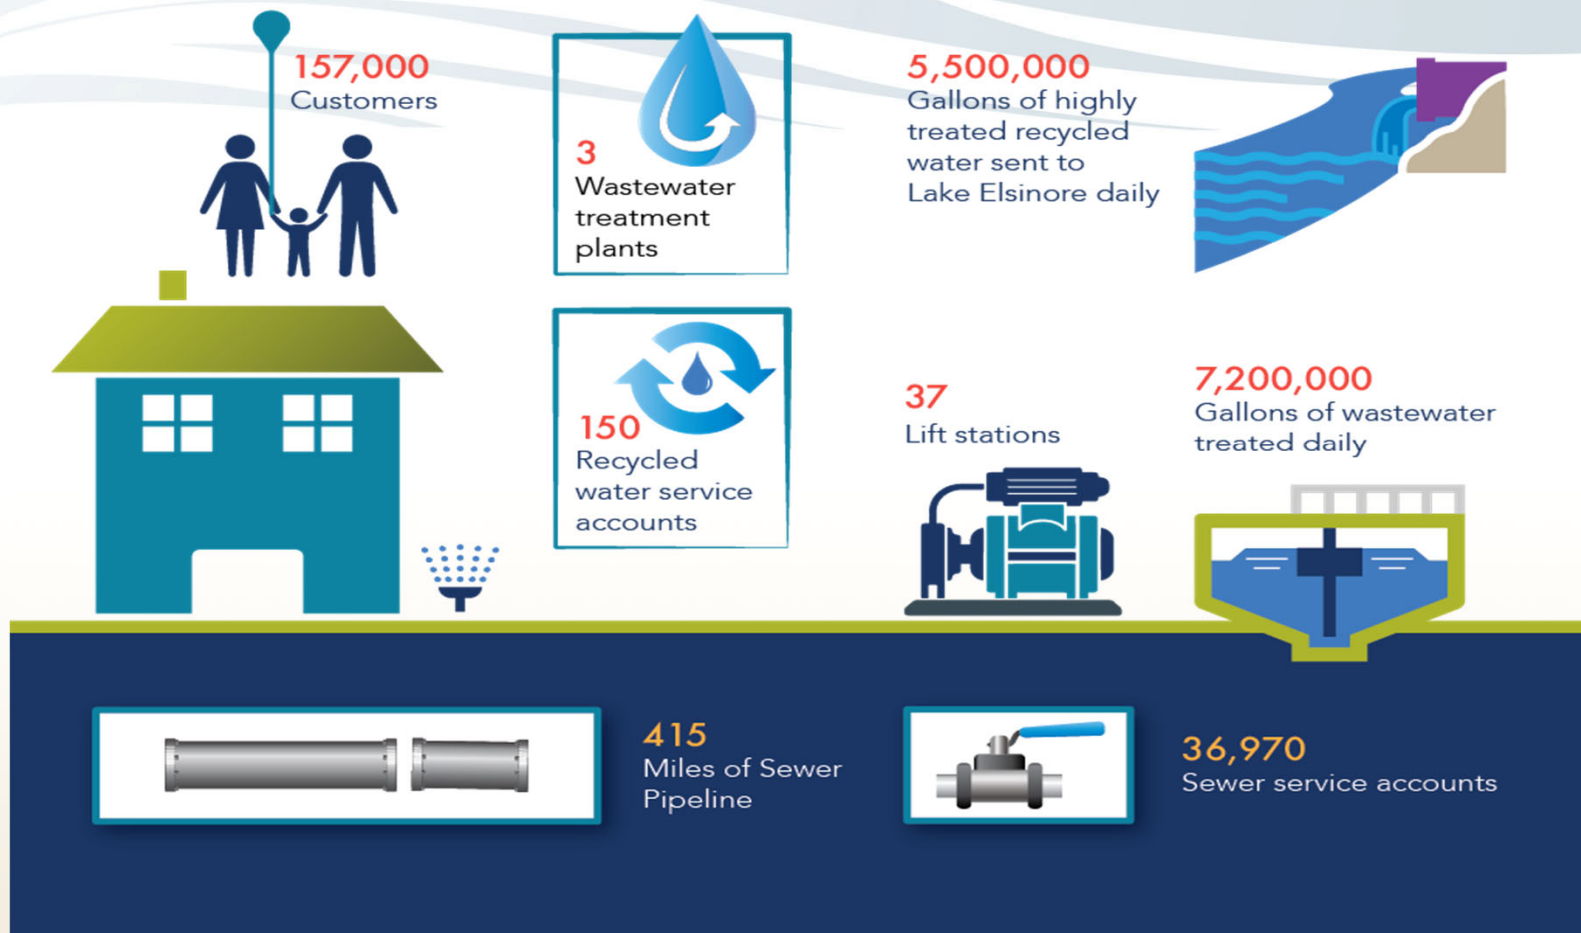 157,000
Customers
3
Wastewater
treatment
plants
5,500,000
Gallons of highly
treated recycled
water sent to
Lake Elsinore daily
150
Recycled
water service
accounts
37
Lift stations
7,200,000
Gallons of wastewater
treated daily
415
Miles of Sewer
Pipeline
36,970
Sewer service accounts